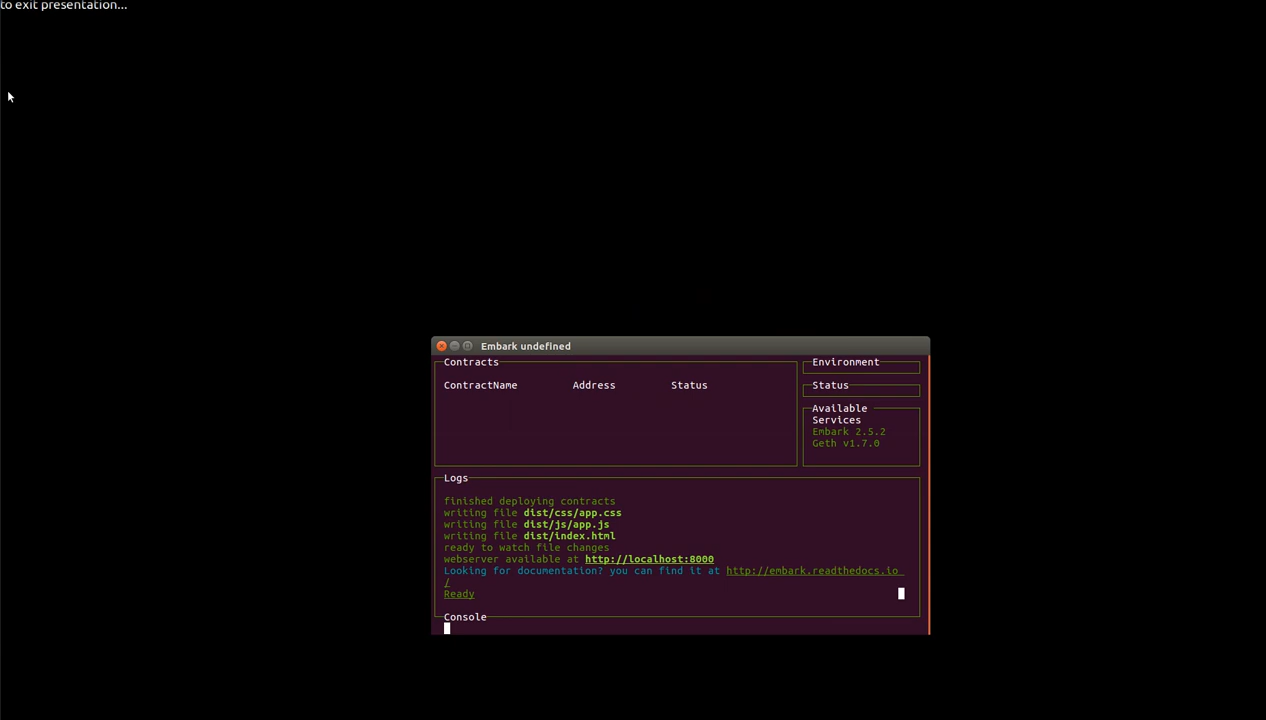 to exit presentation...
Embark undefined
Contracts
ContractName Address Status
Environment
Status
Available
Services
Embark 2.5.2
Geth v1.7.0
Logs
finished deploying contracts
writing file dist/css/app.css
writing file dist/js/app.js
writing file dist/index.html
ready to watch file changes
webserver available at http://localhost:8000
Looking for documentation? you can find it at http://embark.readthedocs.io
/
Ready
Console